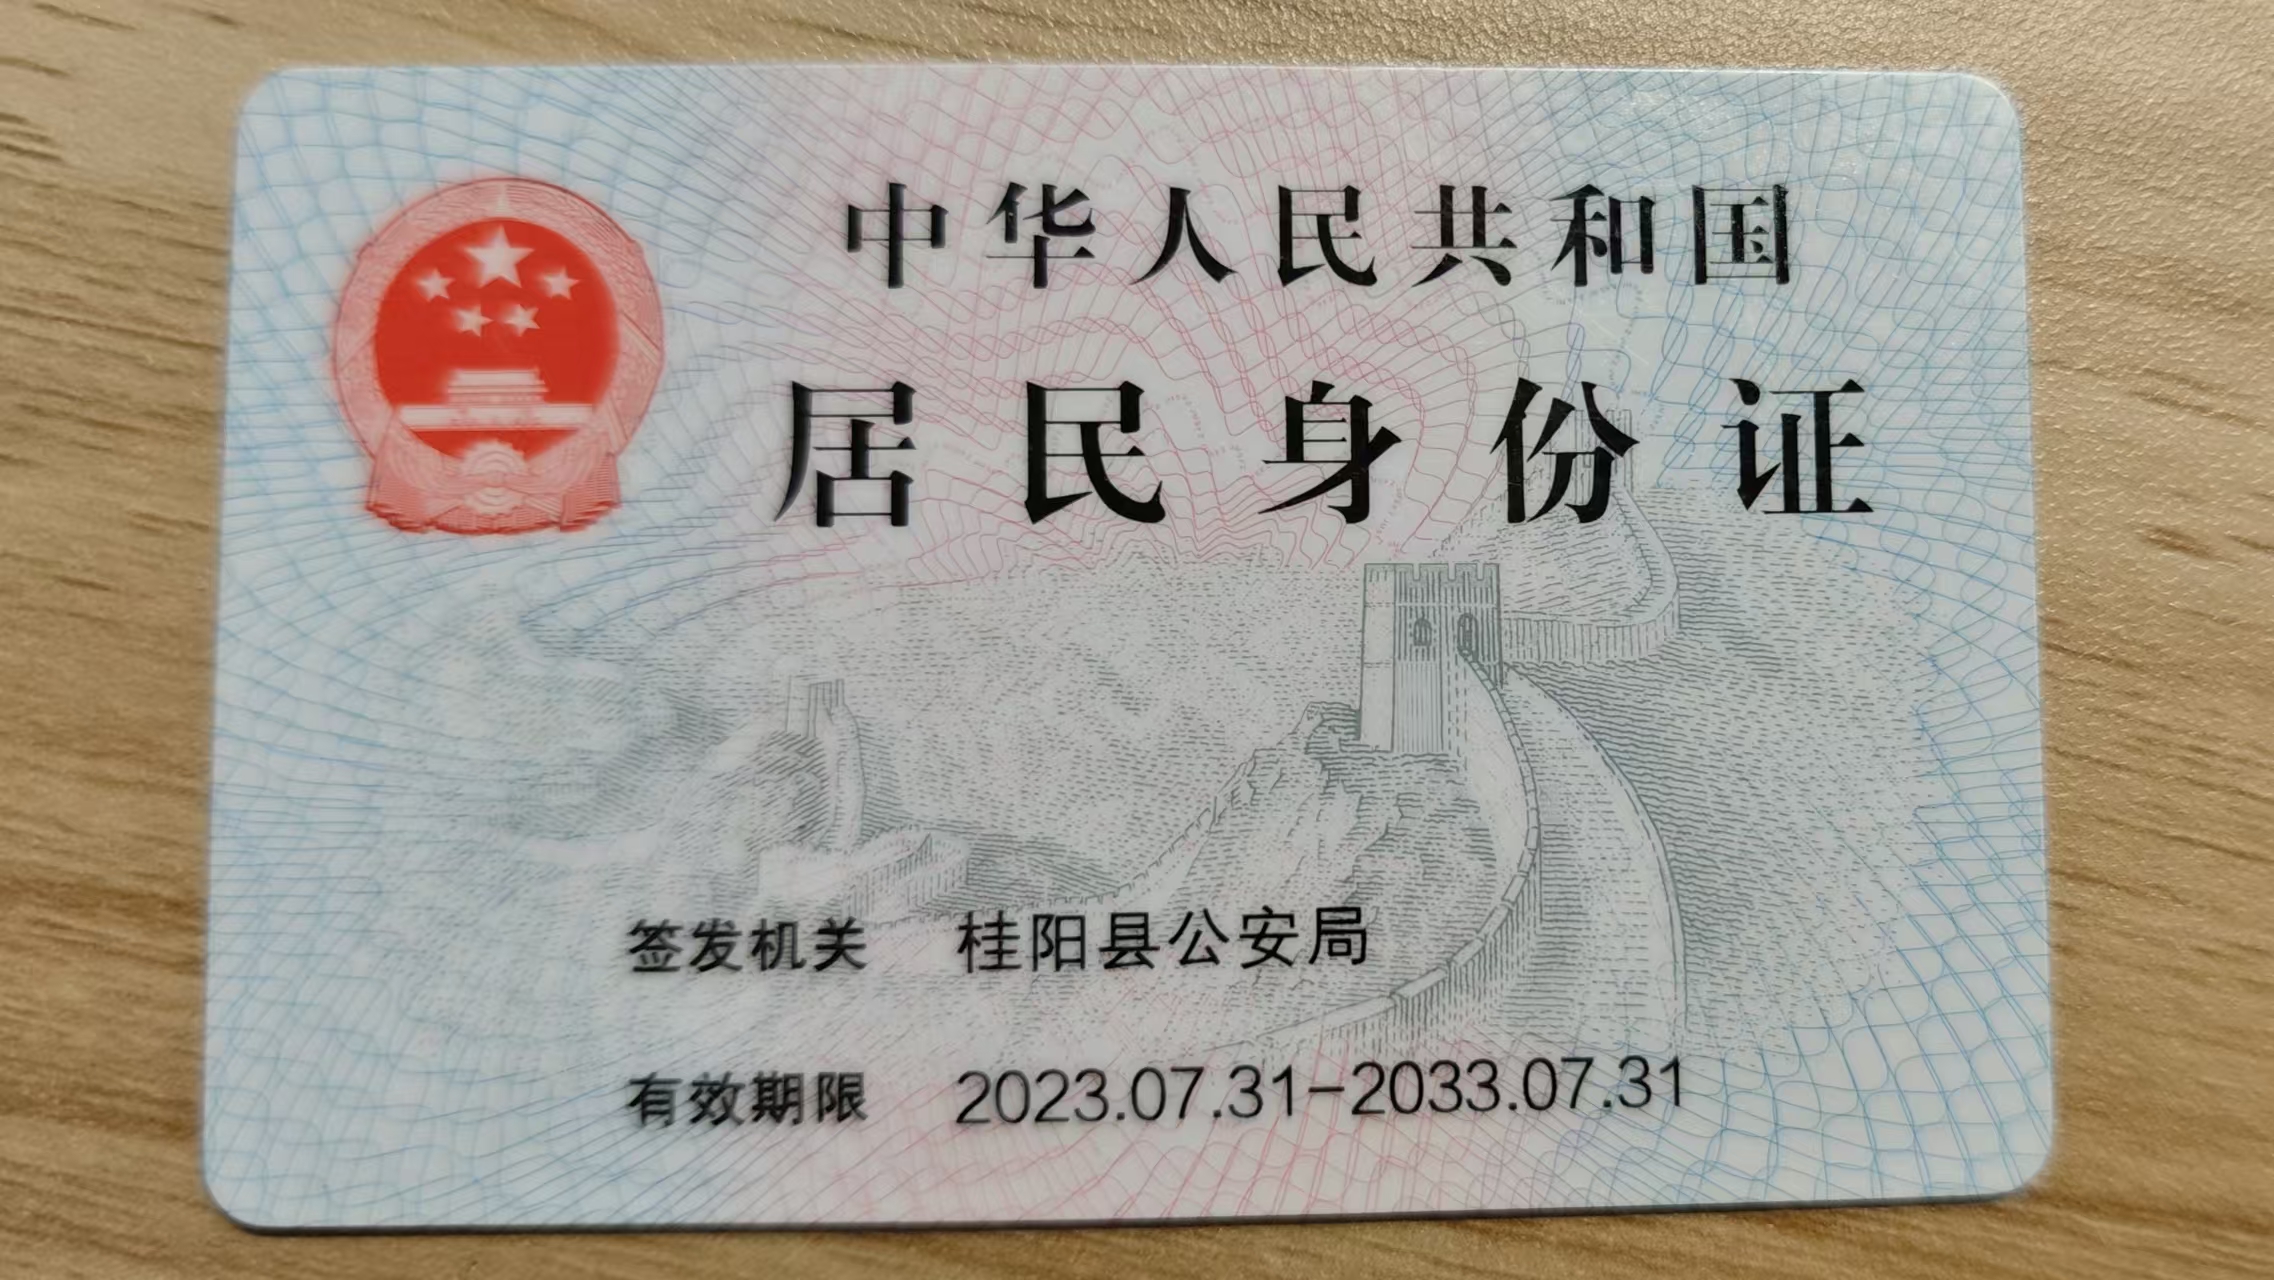 中华人民共和国
居民身份证
签发机关 桂阳县公安局
有效期限 2023.07.31-2033.07.31